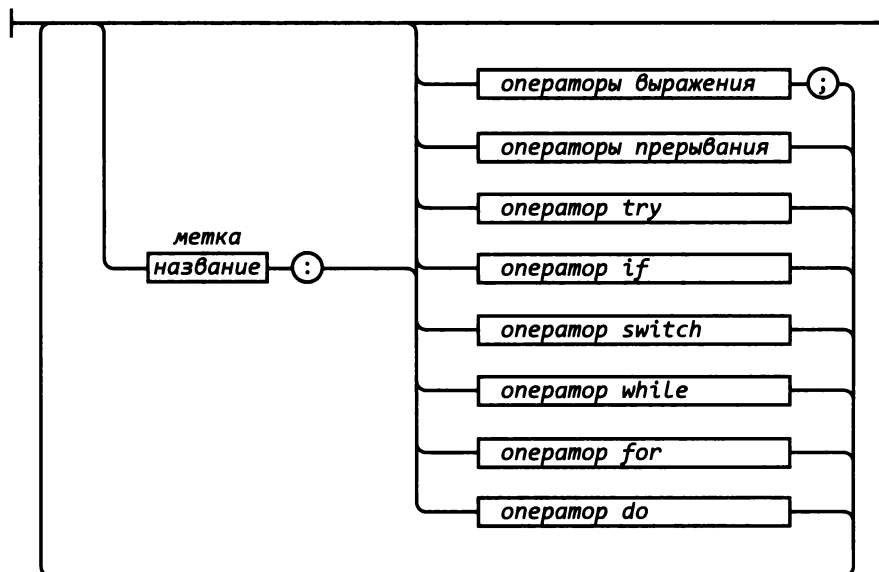 операторы выражения ;
операторы прерывания
оператор try
метка
название :
оператор if
оператор switch
оператор while
оператор for
оператор do